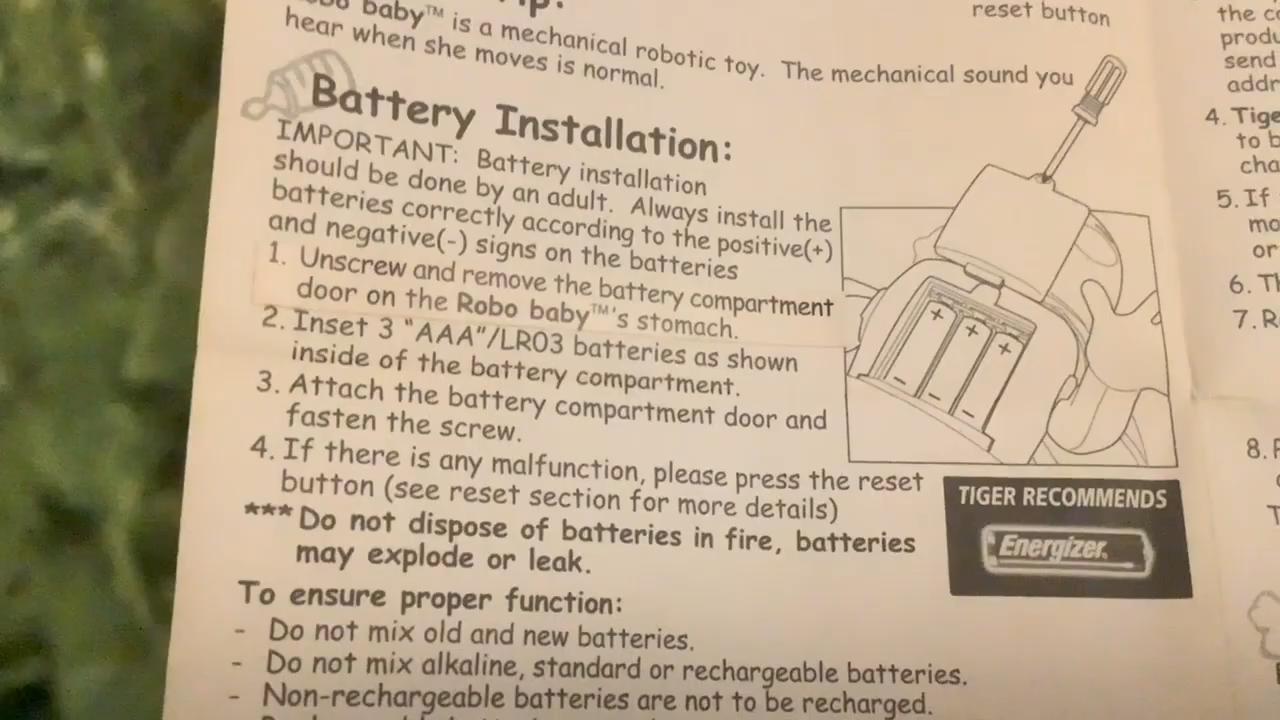 baby™ is a mechanical robotic toy. The mechanical sound you
hear when she moves is normal.
Battery Installation:
IMPORTANT: Battery installation
should be done by an adult. Always install the
batteries correctly according to the positive(+)
and negative(-) signs on the batteries
1. Unscrew and remove the battery compartment
door on the Robo baby™'s stomach.
2. Inset 3 "AAA"/LR03 batteries as shown
inside of the battery compartment.
3. Attach the battery compartment door and
fasten the screw.
4. If there is any malfunction, please press the reset
button (see reset section for more details)
*** Do not dispose of batteries in fire, batteries
may explode or leak.
To ensure proper function:
- Do not mix old and new batteries.
- Do not mix alkaline, standard or rechargeable batteries.
- Non-rechargeable batteries are not to be recharged.
reset button
+ + +
- - -
TIGER RECOMMENDS
Energizer.
the
send
4.
to
5. If
or
6.
7.
8.